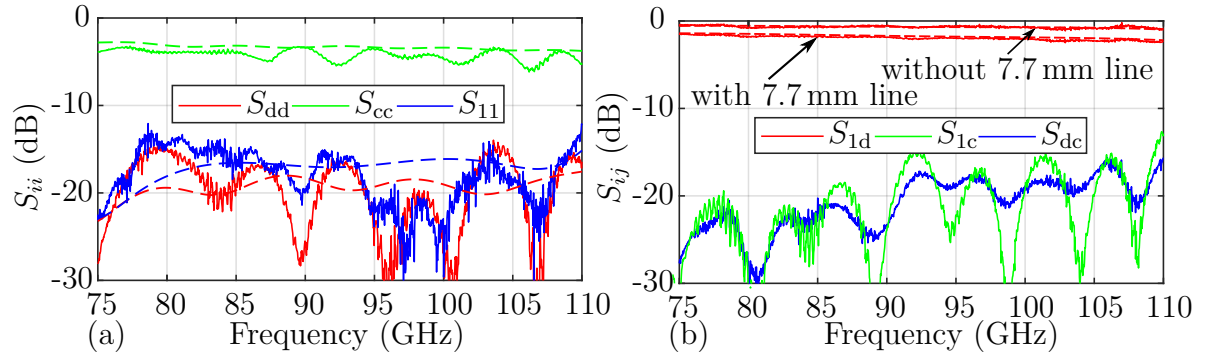 0
-10
-20
-30
S_ii (dB)
S_dd S_cc S_11
75 80 85 90 95 100 105 110
(a) Frequency (GHz)
0
-10
-20
-30
S_ij (dB)
without 7.7 mm line
with 7.7 mm line
S_1d S_1c S_dc
75 80 85 90 95 100 105 110
(b) Frequency (GHz)